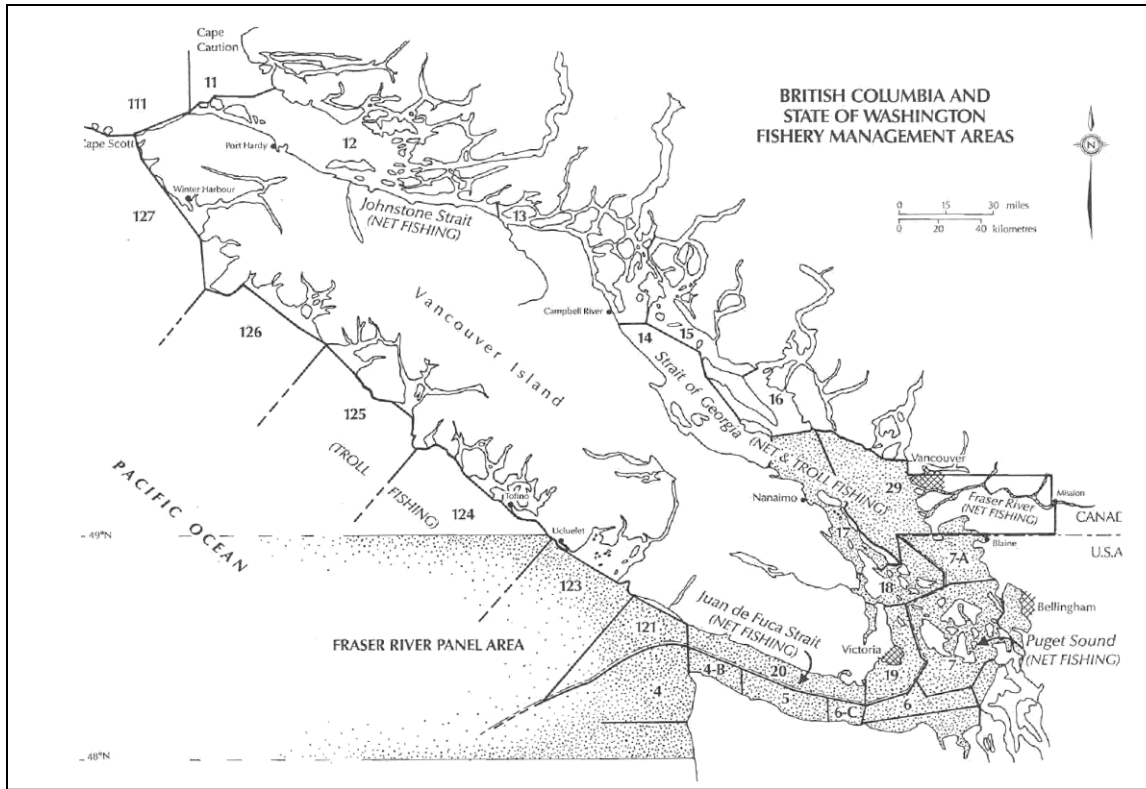 Cape
Caution
11
111
Cape Scott
Port Hardy
12
BRITISH COLUMBIA AND
STATE OF WASHINGTON
FISHERY MANAGEMENT AREAS
N
0 15 30 miles
0 20 40 kilometres
Winter Harbour
127
Johnstone Strait
(NET FISHING)
13
Vancouver Island
Campbell River
126
14
15
Strait of Georgia
(NET & TROLL FISHING)
16
125
(TROLL
FISHING)
PACIFIC OCEAN
124
Tofino
Nanaimo
29
Vancouver
Fraser River
(NET FISHING)
Mission
CANAD
49°N
Ucluelet
17
Blaine
U.S.A
7-A
123
18
Bellingham
121
Juan de Fuca Strait
(NET FISHING)
Victoria
Puget Sound
(NET FISHING)
7
FRASER RIVER PANEL AREA
4-B
20
19
4
5
6-C
6
48°N